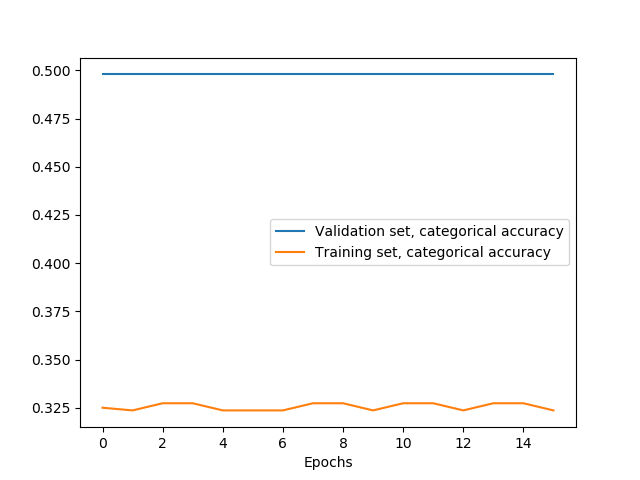 0.500
0.475
0.450
0.425
0.400
0.375
0.350
0.325
Validation set, categorical accuracy
Training set, categorical accuracy
0 2 4 6 8 10 12 14
Epochs